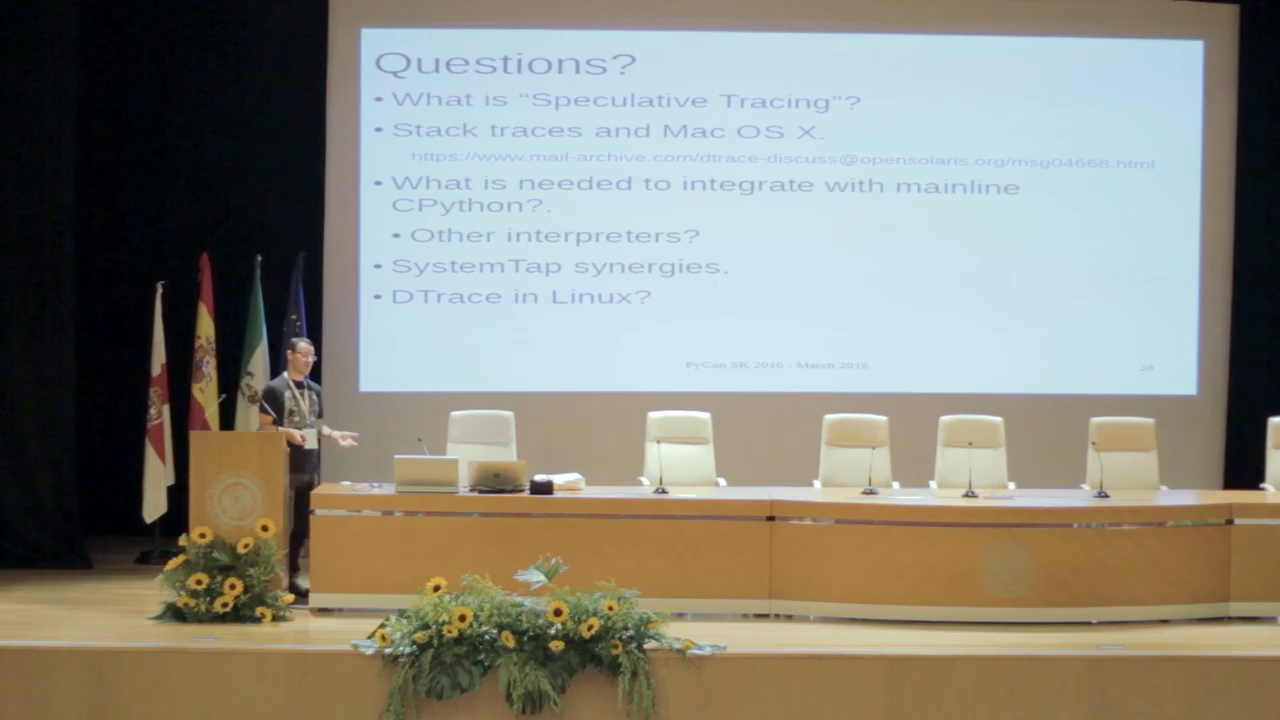 Questions?
• What is “Speculative Tracing"?
• Stack traces and Mac OS X.
https://www.mail-archive.com/dtrace-discuss@opensolaris.org/msg04668.html
• What is needed to integrate with mainline
CPython?.
• Other interpreters?
• SystemTap synergies.
• DTrace in Linux?
PyCon SK 2016 - March 2016
28